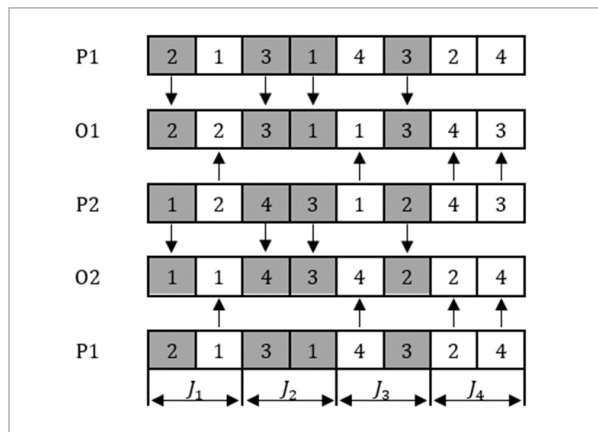 P1 2 1 3 1 4 3 2 4
O1 2 2 3 1 1 3 4 3
P2 1 2 4 3 1 2 4 3
O2 1 1 4 3 4 2 2 4
P1 2 1 3 1 4 3 2 4
J₁ J₂ J₃ J₄